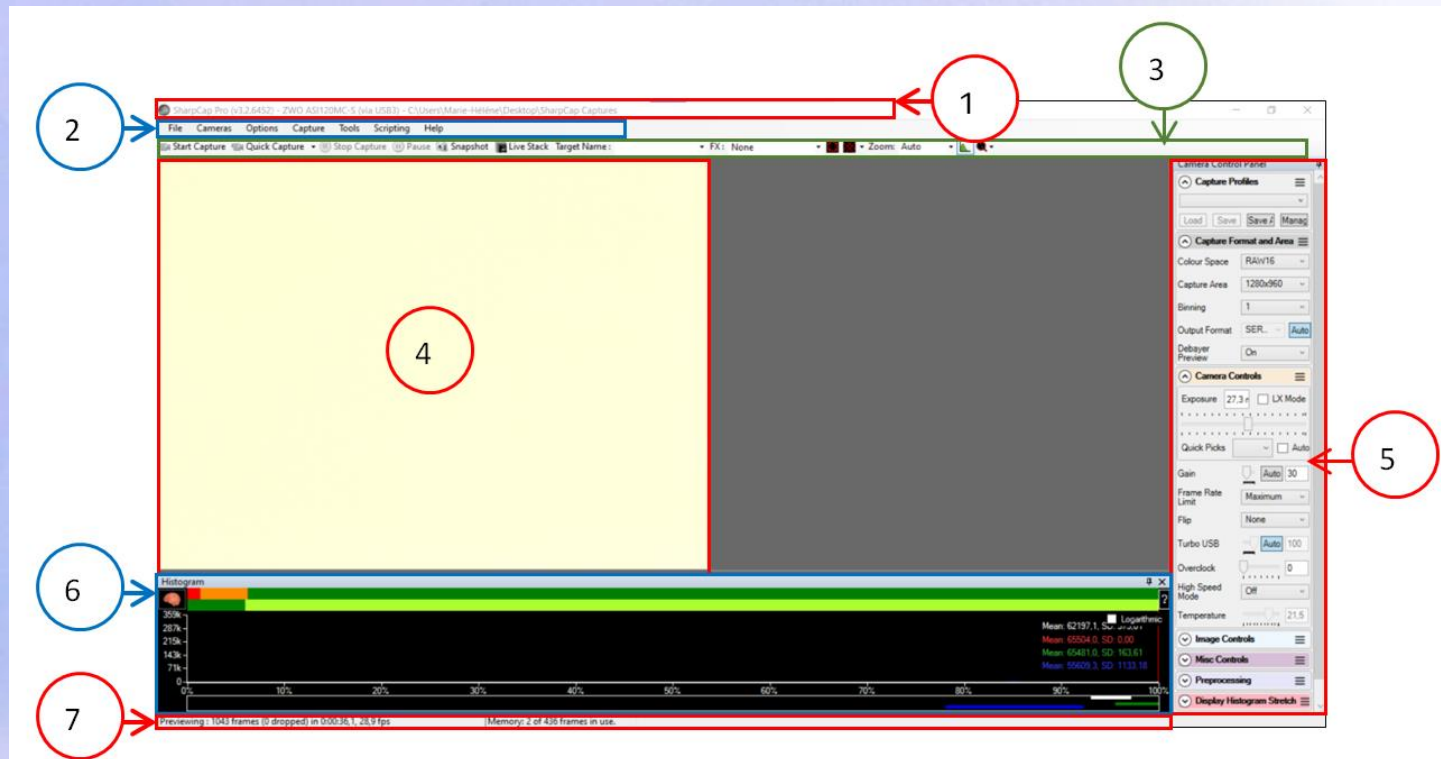 3
1
SharpCap Pro (v3.2.6452) - ZWO ASI120MC-S (via USB3) - C:\Users\Marie-Hélène\Desktop\SharpCap Captures
2
File Cameras Options Capture Tools Scripting Help
Start Capture Quick Capture Stop Capture Pause Snapshot Live Stack Target Name : FX : None Zoom: Auto
Camera Control Panel
Capture Profiles
Load Save Save A Manag
Capture Format and Area
Colour Space RAW16
Capture Area 1280x960
Binning 1
Output Format SER.. Auto
Debayer
Preview On
4
Camera Controls
Exposure 27,3 r LX Mode
Quick Picks Auto
5
Gain Auto 30
Frame Rate
Limit Maximum
Flip None
Turbo USB Auto 100
Overclock 0
High Speed
Mode Off
Temperature 21,5
Image Controls
Misc Controls
Preprocessing
Display Histogram Stretch
6
Histogram
?
Logarithmic
359k
287k
215k
143k
71k
0
Mean: 62197,1, SD:
Mean: 65504,0, SD: 0,00
Mean: 65481,0, SD: 163,61
Mean: 55609,3, SD: 1133,18
0% 10% 20% 30% 40% 50% 60% 70% 80% 90% 100%
7
Previewing : 1043 frames (0 dropped) in 0:00:36,1, 28,9 fps |Memory: 2 of 436 frames in use.